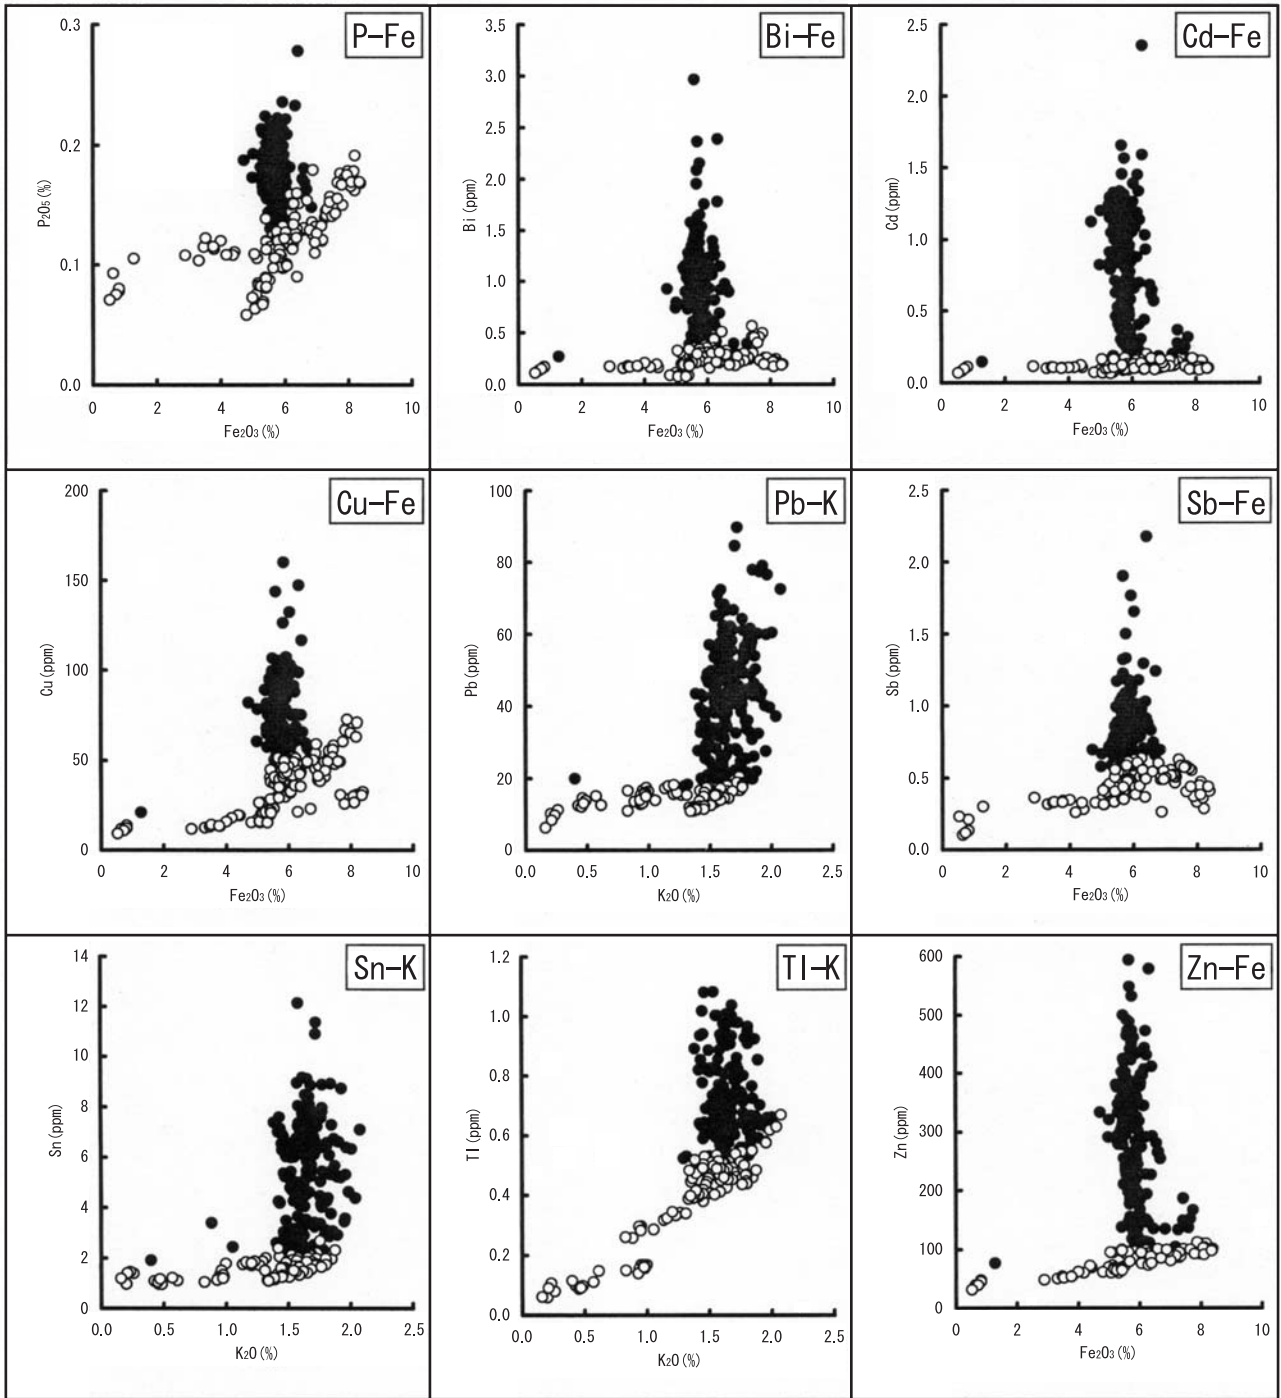 P-Fe
0.3
0.2
0.1
0.0
P₂O₅(%)
0 2 4 6 8 10
Fe₂O₃(%)
Bi-Fe
3.5
3.0
2.5
2.0
1.5
1.0
0.5
0.0
Bi(ppm)
0 2 4 6 8 10
Fe₂O₃(%)
Cd-Fe
2.5
2.0
1.5
1.0
0.5
0.0
Cd(ppm)
0 2 4 6 8 10
Fe₂O₃(%)
Cu-Fe
200
150
100
50
0
Cu(ppm)
0 2 4 6 8 10
Fe₂O₃(%)
Pb-K
100
80
60
40
20
0
Pb(ppm)
0.0 0.5 1.0 1.5 2.0 2.5
K₂O(%)
Sb-Fe
2.5
2.0
1.5
1.0
0.5
0.0
Sb(ppm)
0 2 4 6 8 10
Fe₂O₃(%)
Sn-K
14
12
10
8
6
4
2
0
Sn(ppm)
0.0 0.5 1.0 1.5 2.0 2.5
K₂O(%)
Tl-K
1.2
1.0
0.8
0.6
0.4
0.2
0.0
Tl(ppm)
0.0 0.5 1.0 1.5 2.0 2.5
K₂O(%)
Zn-Fe
600
500
400
300
200
100
0
Zn(ppm)
0 2 4 6 8 10
Fe₂O₃(%)